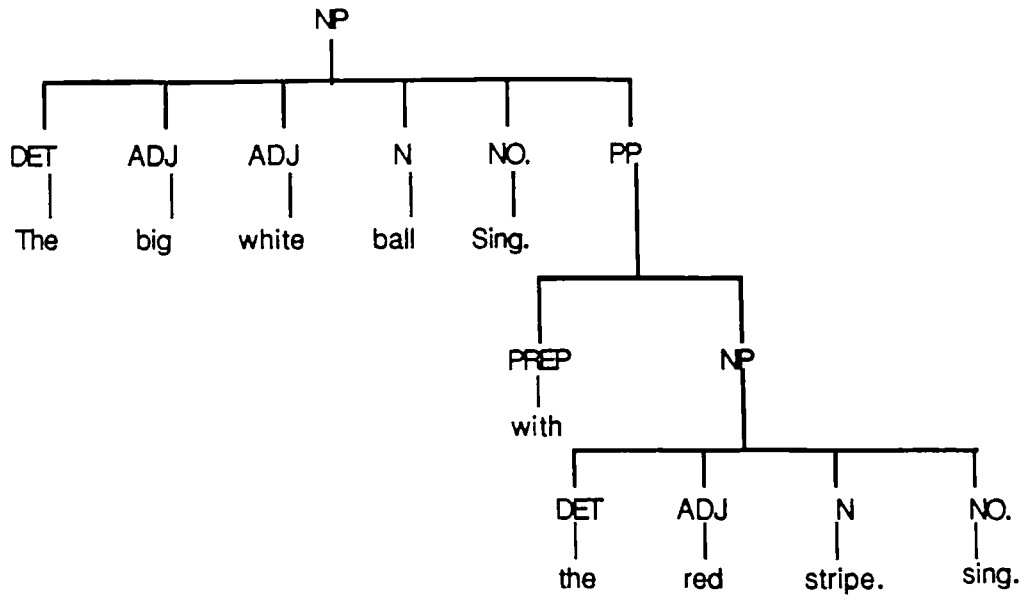 NP
DET ADJ ADJ N NO. PP
The big white ball Sing.
PREP NP
with
DET ADJ N NO.
the red stripe. sing.